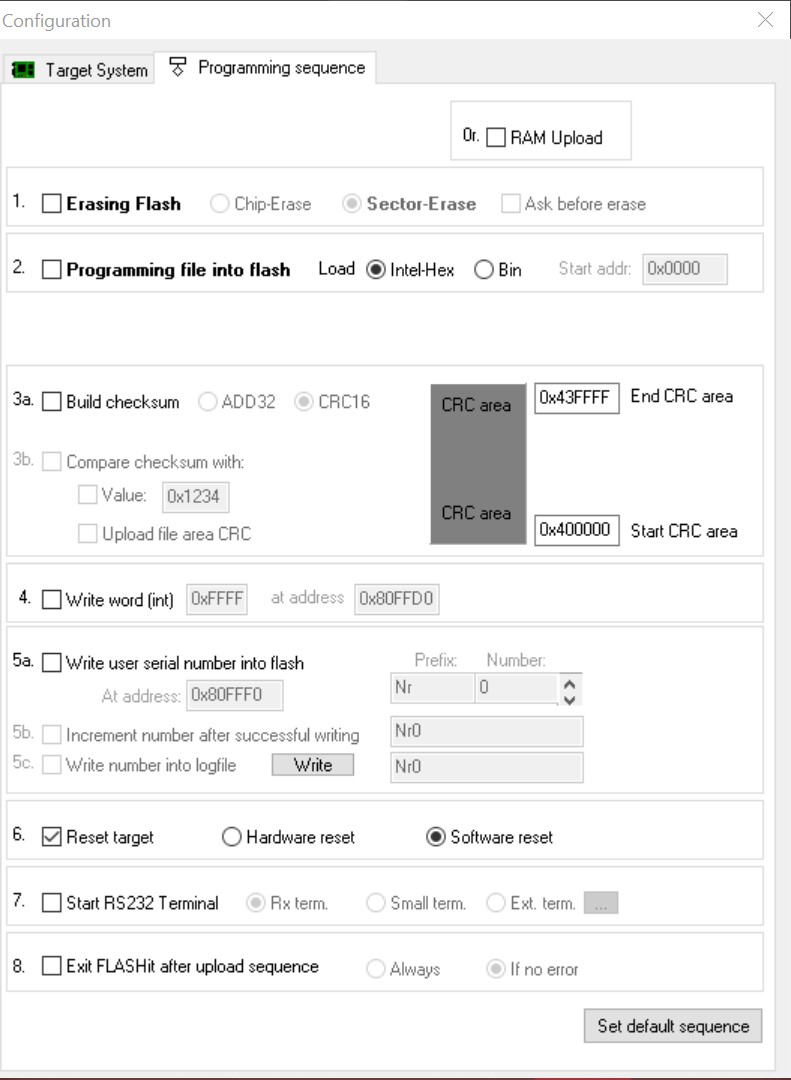 Configuration
Target System Programming sequence
Or. RAM Upload
1. Erasing Flash Chip-Erase Sector-Erase Ask before erase
2. Programming file into flash Load Intel-Hex Bin Start addr: 0x0000
3a. Build checksum ADD32 CRC16 CRC area 0x43FFFF End CRC area
3b. Compare checksum with:
Value: 0x1234
CRC area
Upload file area CRC 0x400000 Start CRC area
4. Write word (int) 0xFFFF at address 0x80FFD0
5a. Write user serial number into flash Prefix: Number:
At address: 0x80FFF0 Nr 0
5b. Increment number after successful writing Nr0
5c. Write number into logfile Write Nr0
6. Reset target Hardware reset Software reset
7. Start RS232 Terminal Rx term. Small term. Ext. term. ...
8. Exit FLASHit after upload sequence Always If no error
Set default sequence